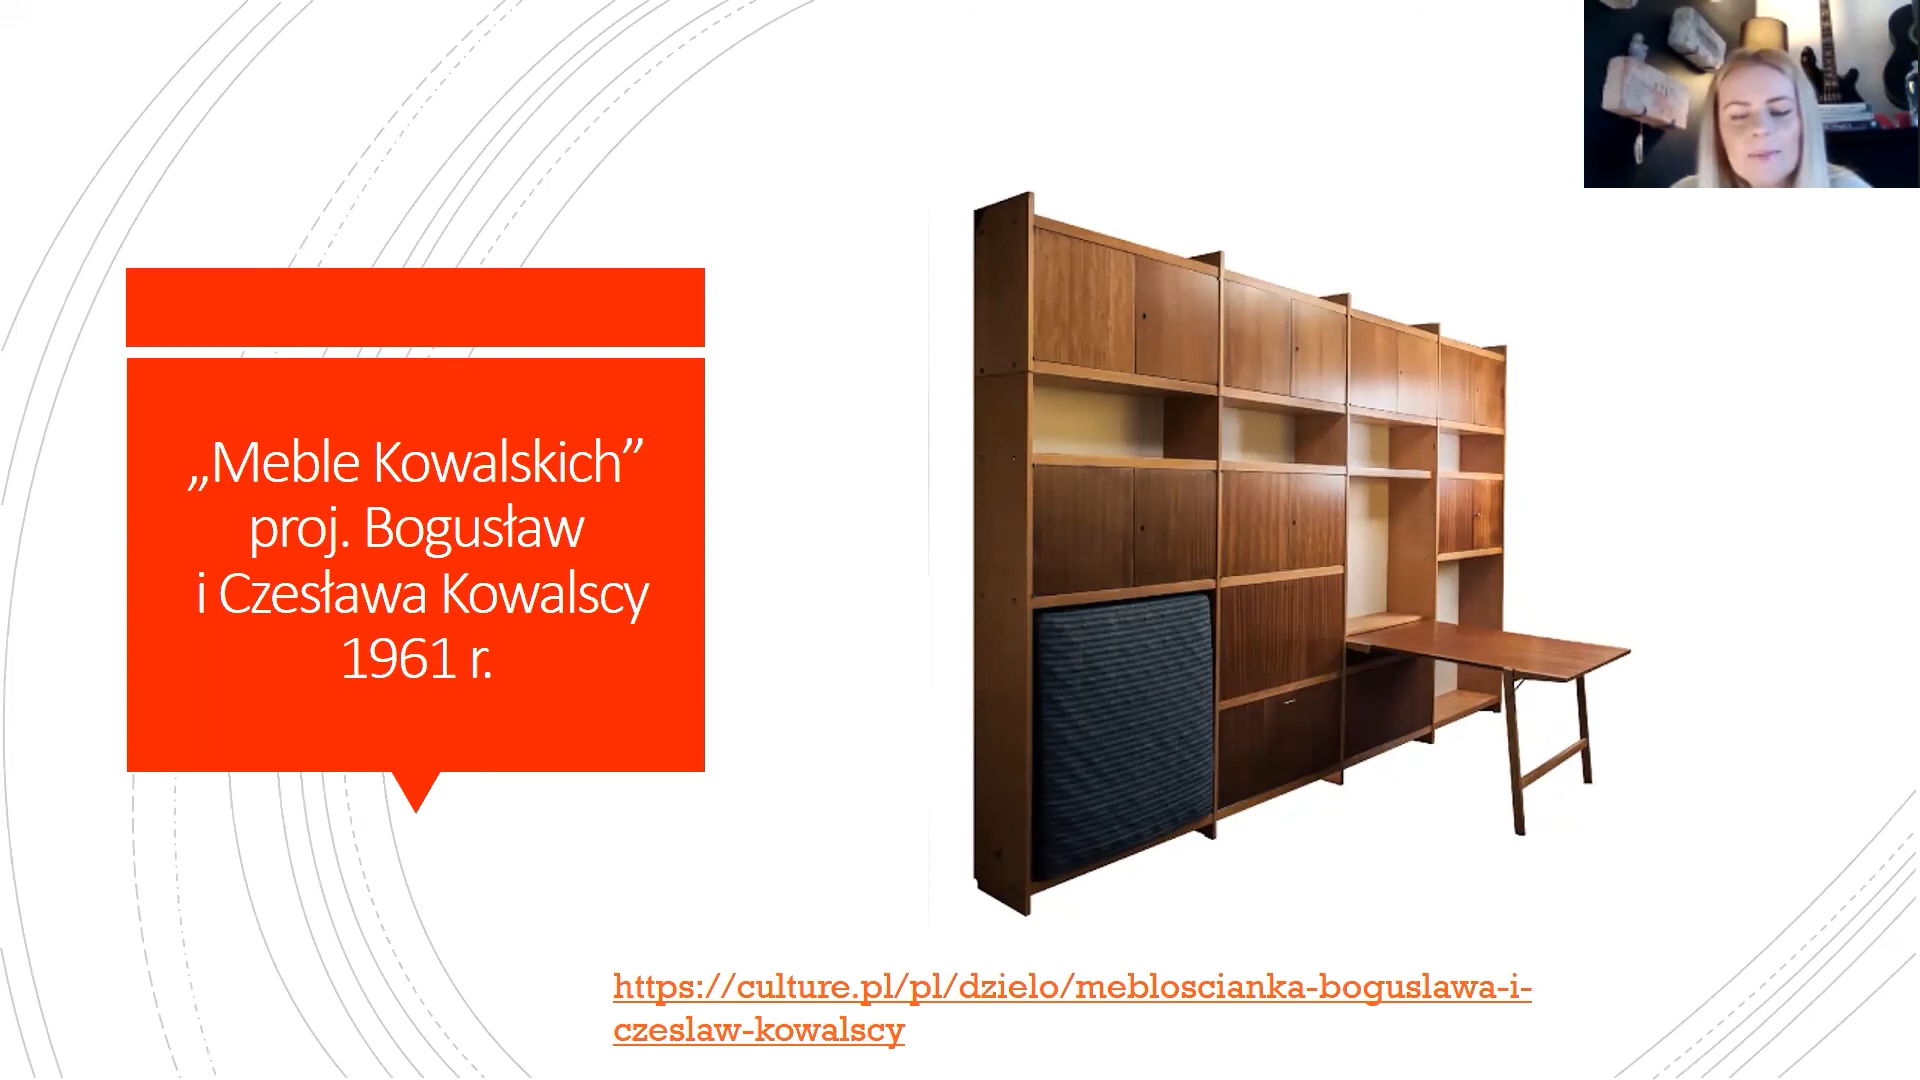 „Meble Kowalskich”
proj. Bogusław
i Czesława Kowalscy
1961 r.
https://culture.pl/pl/dzielo/mebloscianka-boguslawa-i-
czeslaw-kowalscy